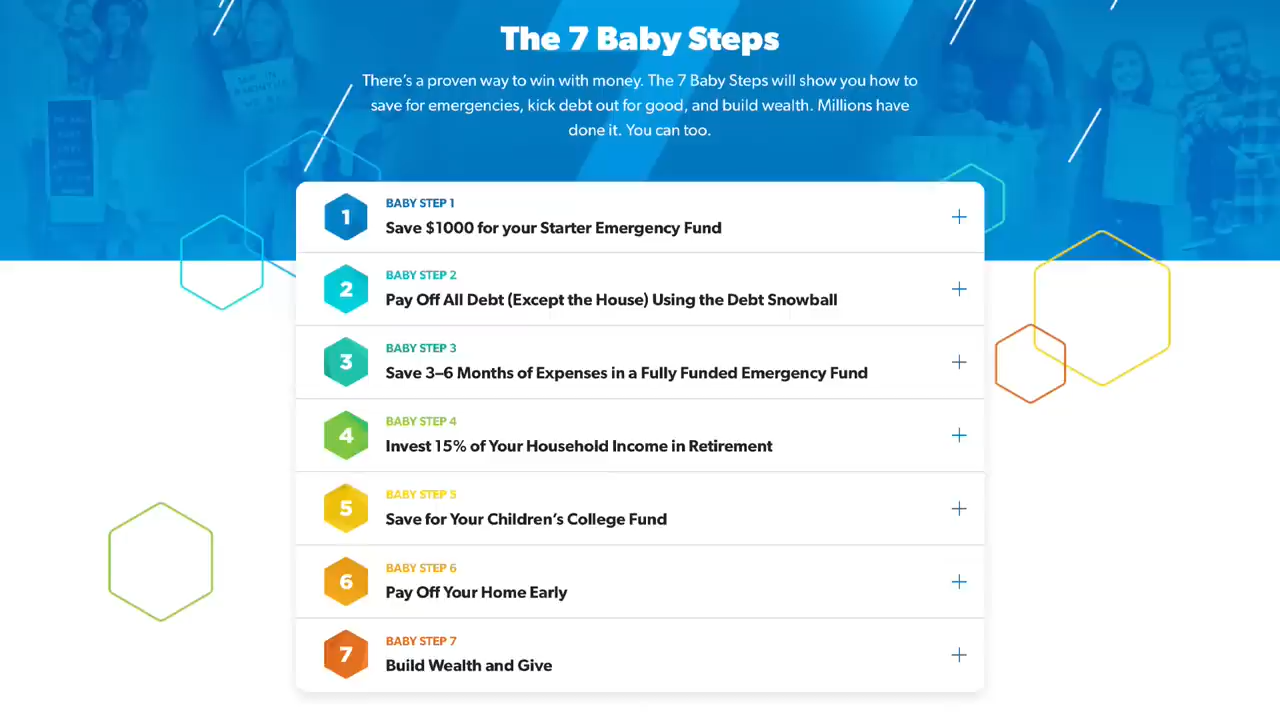 The 7 Baby Steps
There's a proven way to win with money. The 7 Baby Steps will show you how to
save for emergencies, kick debt out for good, and build wealth. Millions have
done it. You can too.
1
BABY STEP 1
Save $1000 for your Starter Emergency Fund
2
BABY STEP 2
Pay Off All Debt (Except the House) Using the Debt Snowball
3
BABY STEP 3
Save 3–6 Months of Expenses in a Fully Funded Emergency Fund
4
BABY STEP 4
Invest 15% of Your Household Income in Retirement
5
BABY STEP 5
Save for Your Children's College Fund
6
BABY STEP 6
Pay Off Your Home Early
7
BABY STEP 7
Build Wealth and Give